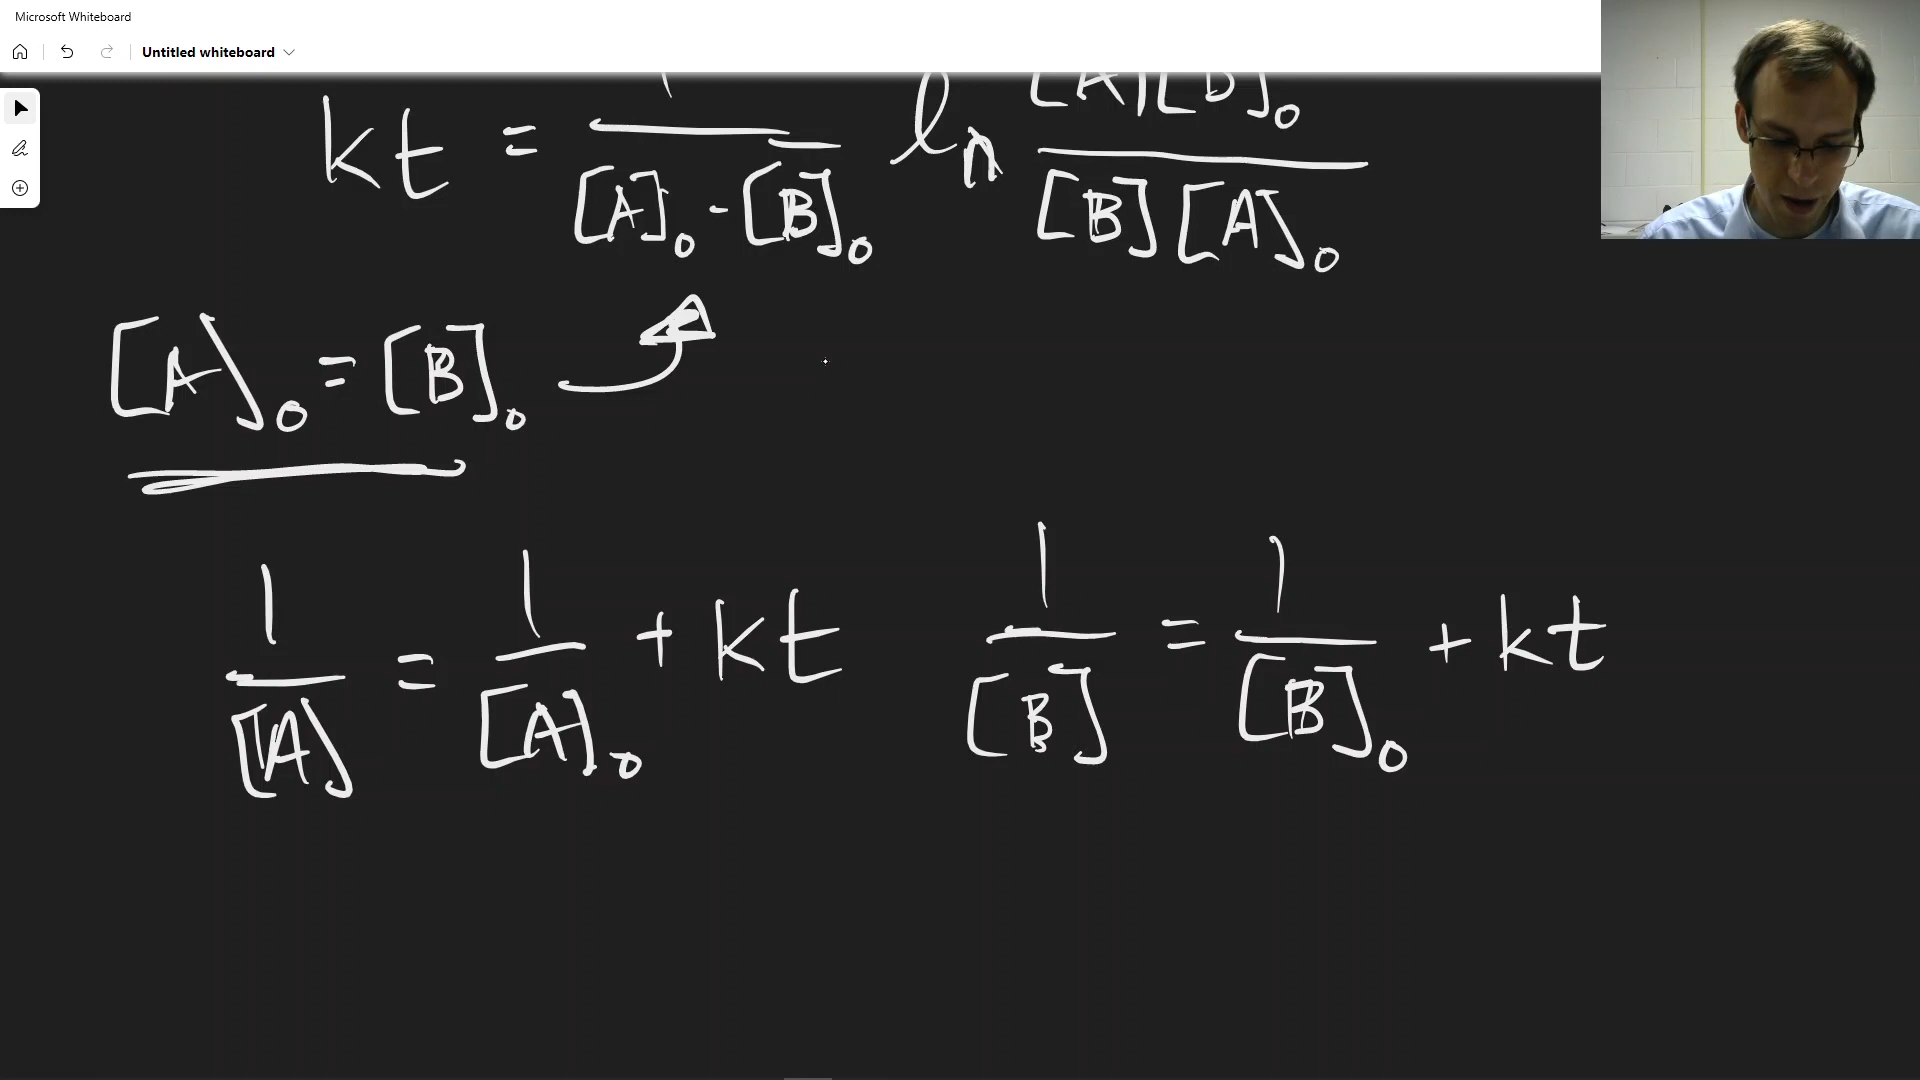 Microsoft Whiteboard
Untitled whiteboard
kt = 1 / ([A]₀ - [B]₀) ln [A][B]₀ / [B][A]₀
[A]₀ = [B]₀
1/[A] = 1/[A]₀ + kt 1/[B] = 1/[B]₀ + kt